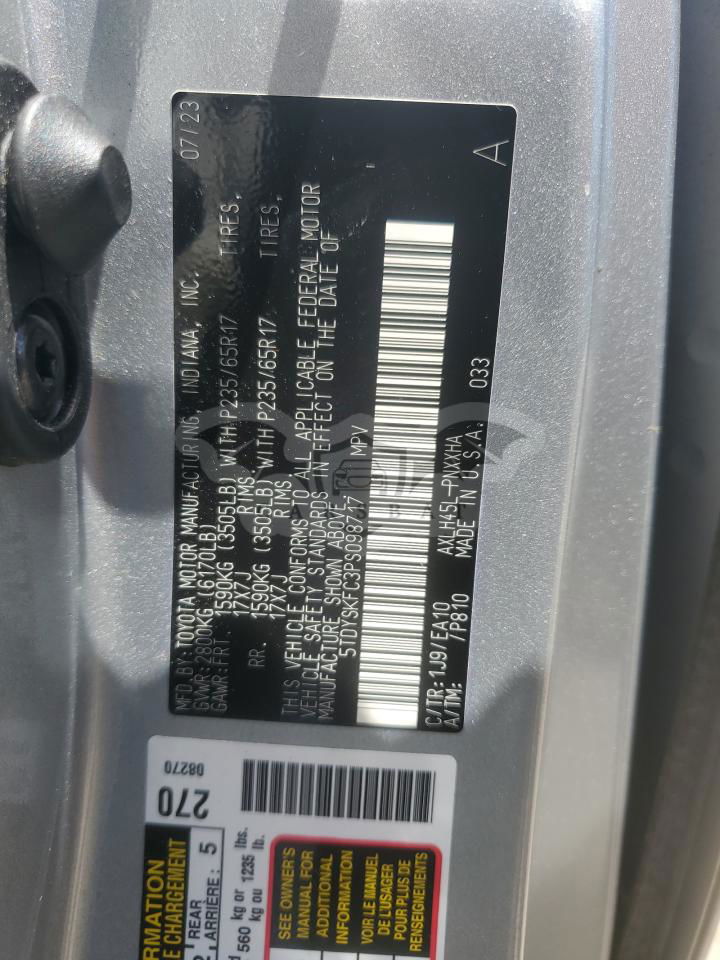 MFD.BY:TOYOTA MOTOR MANUFACTURING, INDIANA, INC. 07/23
GVWR:2800KG(6170LB)
GAWR:FRT. 1590KG (3505LB) WITH P235/65R17 TIRES,
17X7J RIMS
RR. 1590KG (3505LB) WITH P235/65R17 TIRES,
17X7J RIMS
THIS VEHICLE CONFORMS TO ALL APPLICABLE FEDERAL MOTOR
VEHICLE SAFETY STANDARDS IN EFFECT ON THE DATE OF
MANUFACTURE SHOWN ABOVE.
5TDYSKFC3PS098747 MPV
C/TR:1J9/EA10 AXLH45L-PVXXHA 033
A/TM: /P810 MADE IN U.S.A. A
270
08270
REAR
ARRIÈRE: 5
560 kg or 1235 lbs.
kg ou lb.
SEE OWNER'S
MANUAL FOR
ADDITIONAL
INFORMATION
VOIR LE MANUEL
DE L'USAGER
POUR PLUS DE
RENSEIGNEMENTS